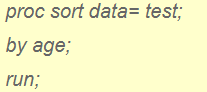 proc sort data= test;
by age;
run;